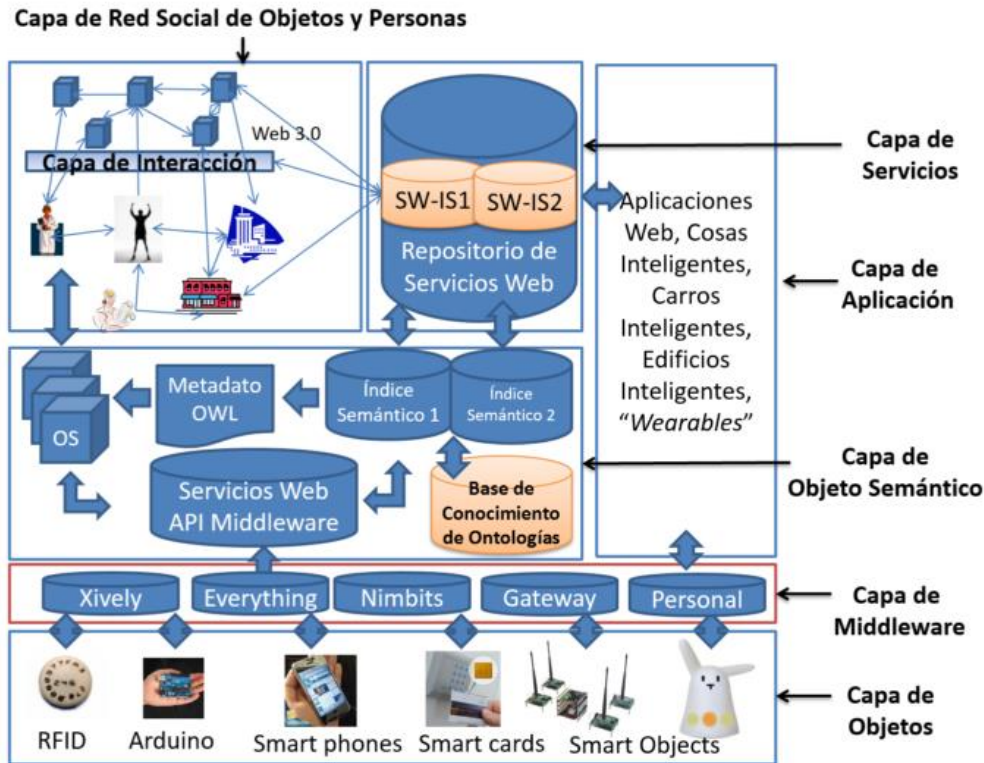 Capa de Red Social de Objetos y Personas
Web 3.0
Capa de Interacción
SW-IS1
SW-IS2
Repositorio de
Servicios Web
Aplicaciones
Web, Cosas
Inteligentes,
Carros
Inteligentes,
Edificios
Inteligentes,
“Wearables”
Capa de
Servicios
Capa de
Aplicación
OS
Metadato
OWL
Índice
Semántico 1
Índice
Semántico 2
Servicios Web
API Middleware
Base de
Conocimiento
de Ontologías
Capa de
Objeto Semántico
Xively
Everything
Nimbits
Gateway
Personal
Capa de
Middleware
RFID
Arduino
Smart phones
Smart cards
Smart Objects
Capa de
Objetos